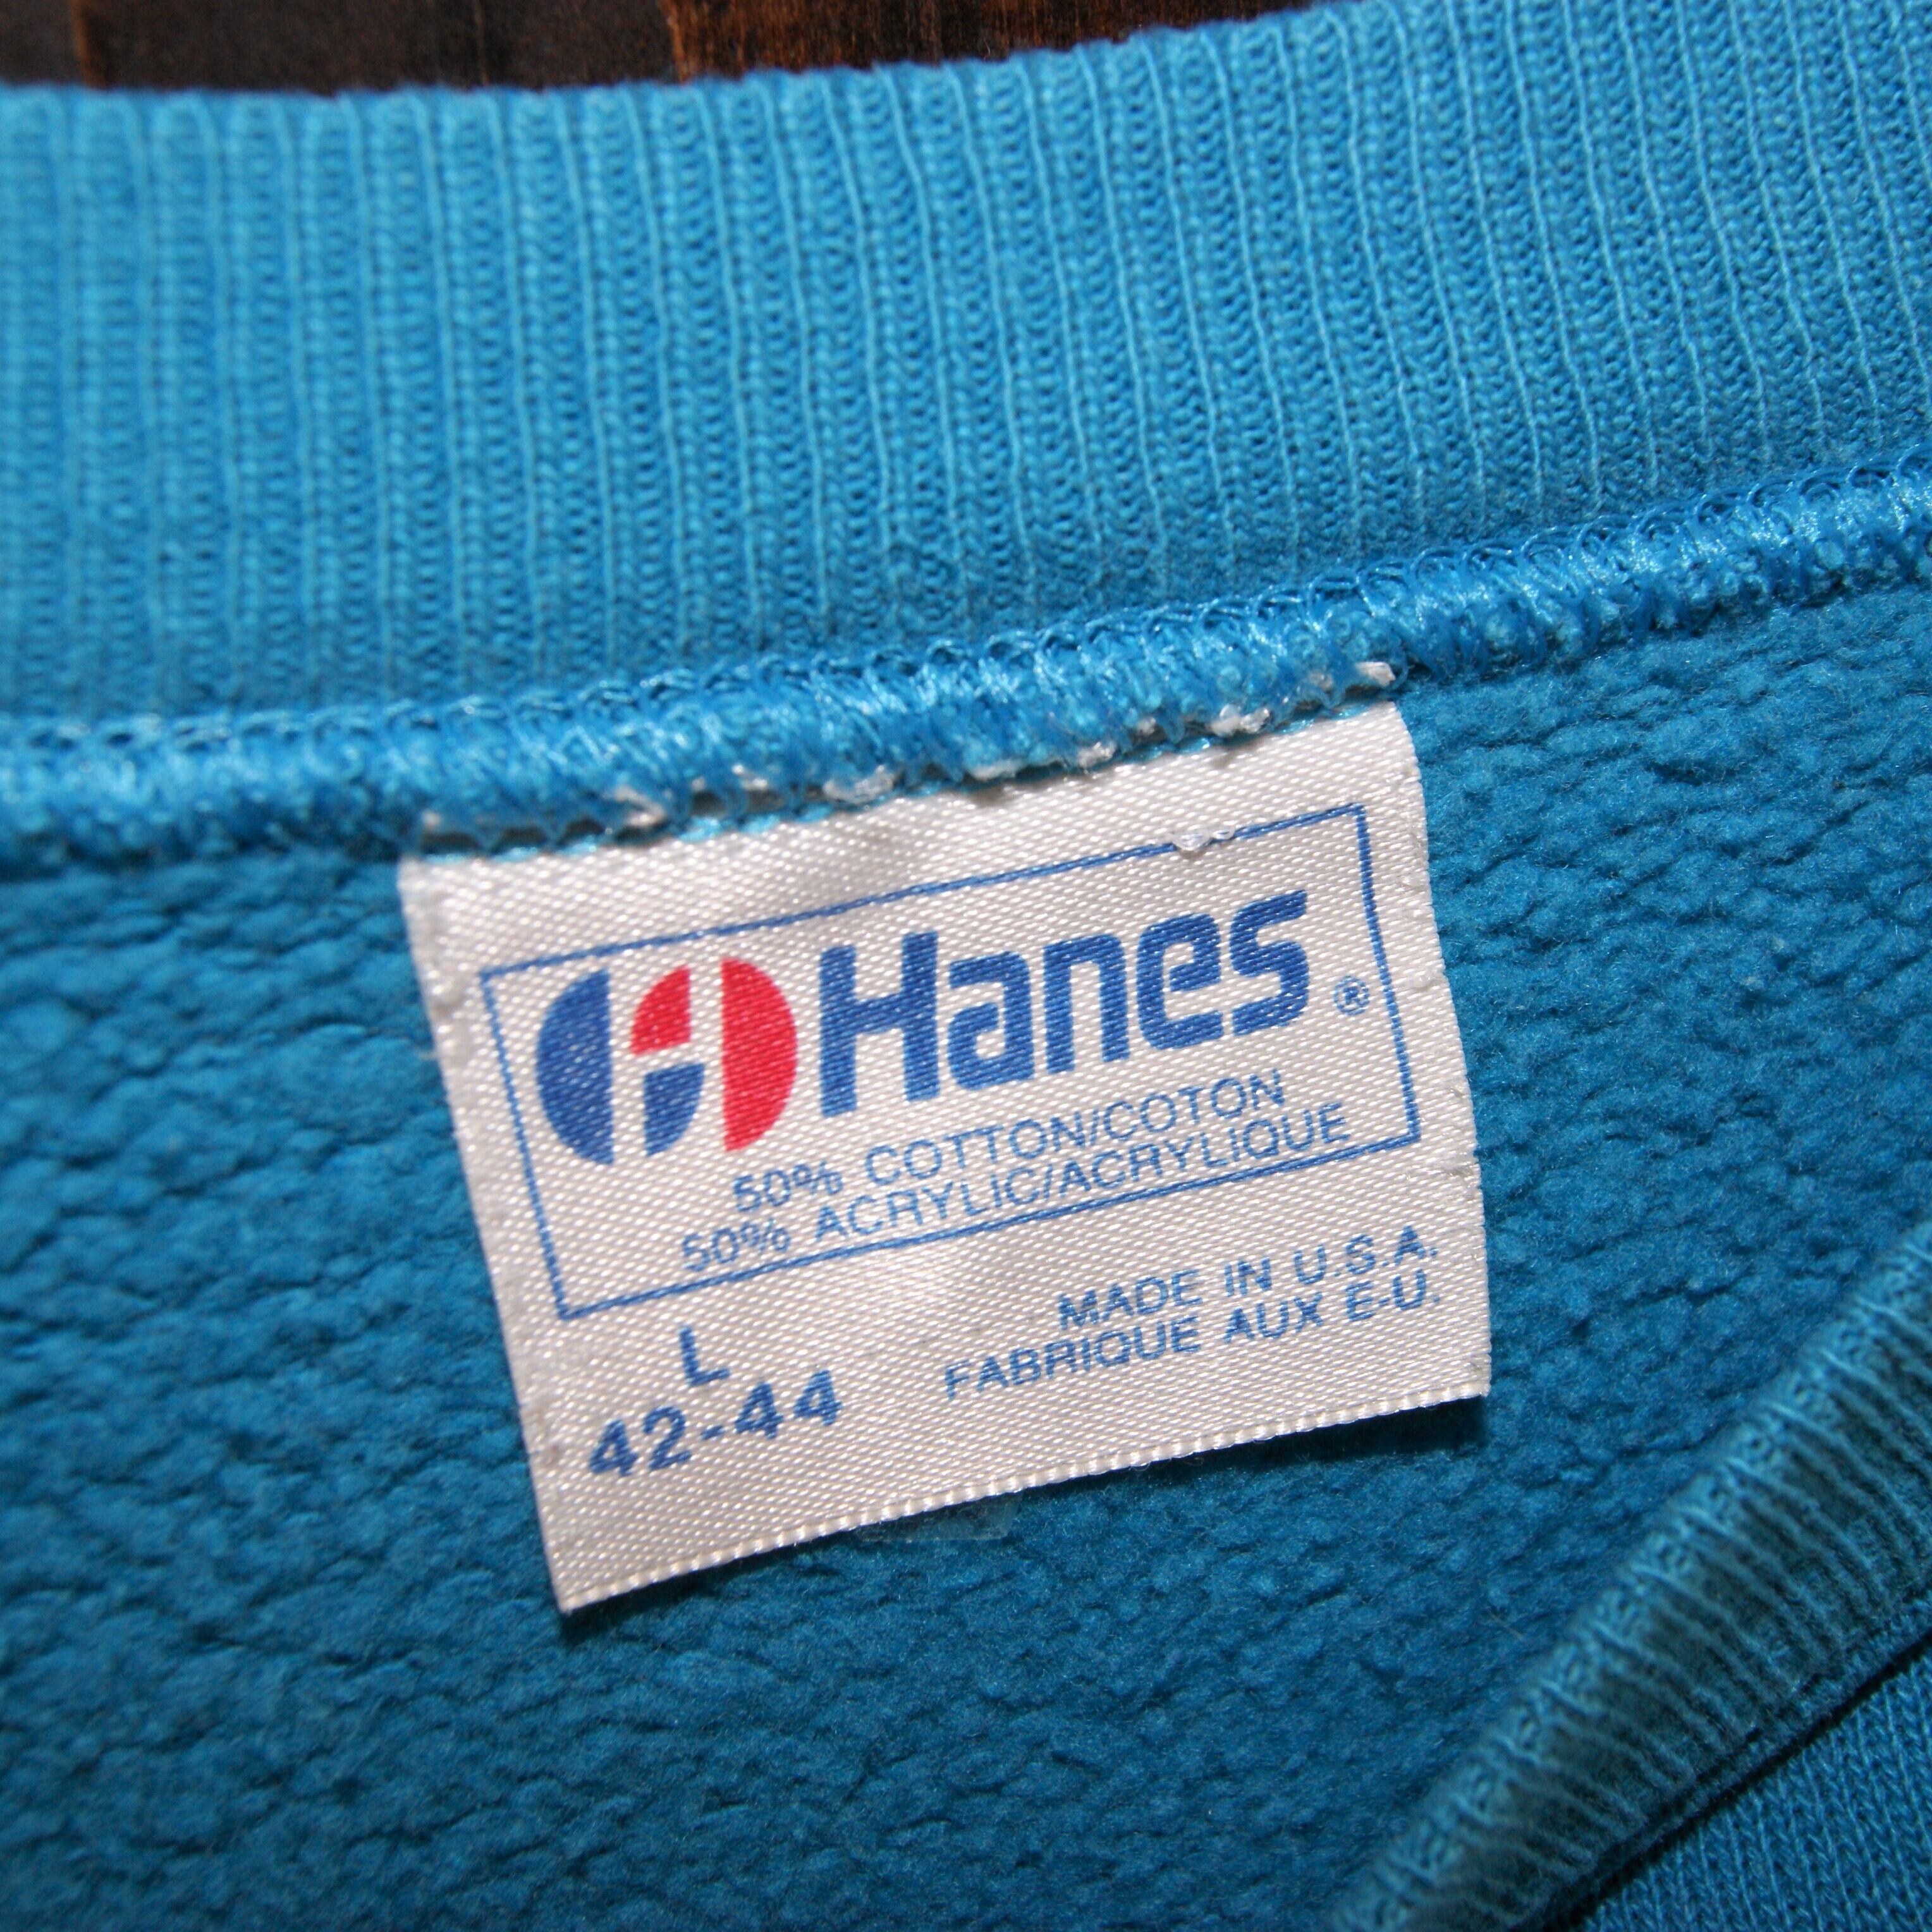 Hanes®
50% COTTON/COTON
50% ACRYLIC/ACRYLIQUE
MADE IN U.S.A.
FABRIQUE AUX E-U.
L
42-44